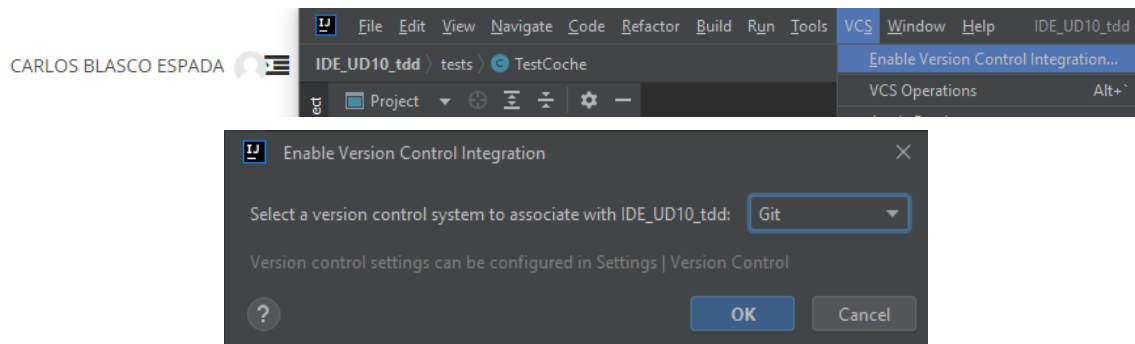 File Edit View Navigate Code Refactor Build Run Tools VCS Window Help IDE_UD10_tdd
CARLOS BLASCO ESPADA
IDE_UD10_tdd > tests > TestCoche
Enable Version Control Integration...
Project
VCS Operations Alt+`
Enable Version Control Integration
Select a version control system to associate with IDE_UD10_tdd: Git
Version control settings can be configured in Settings | Version Control
? OK Cancel